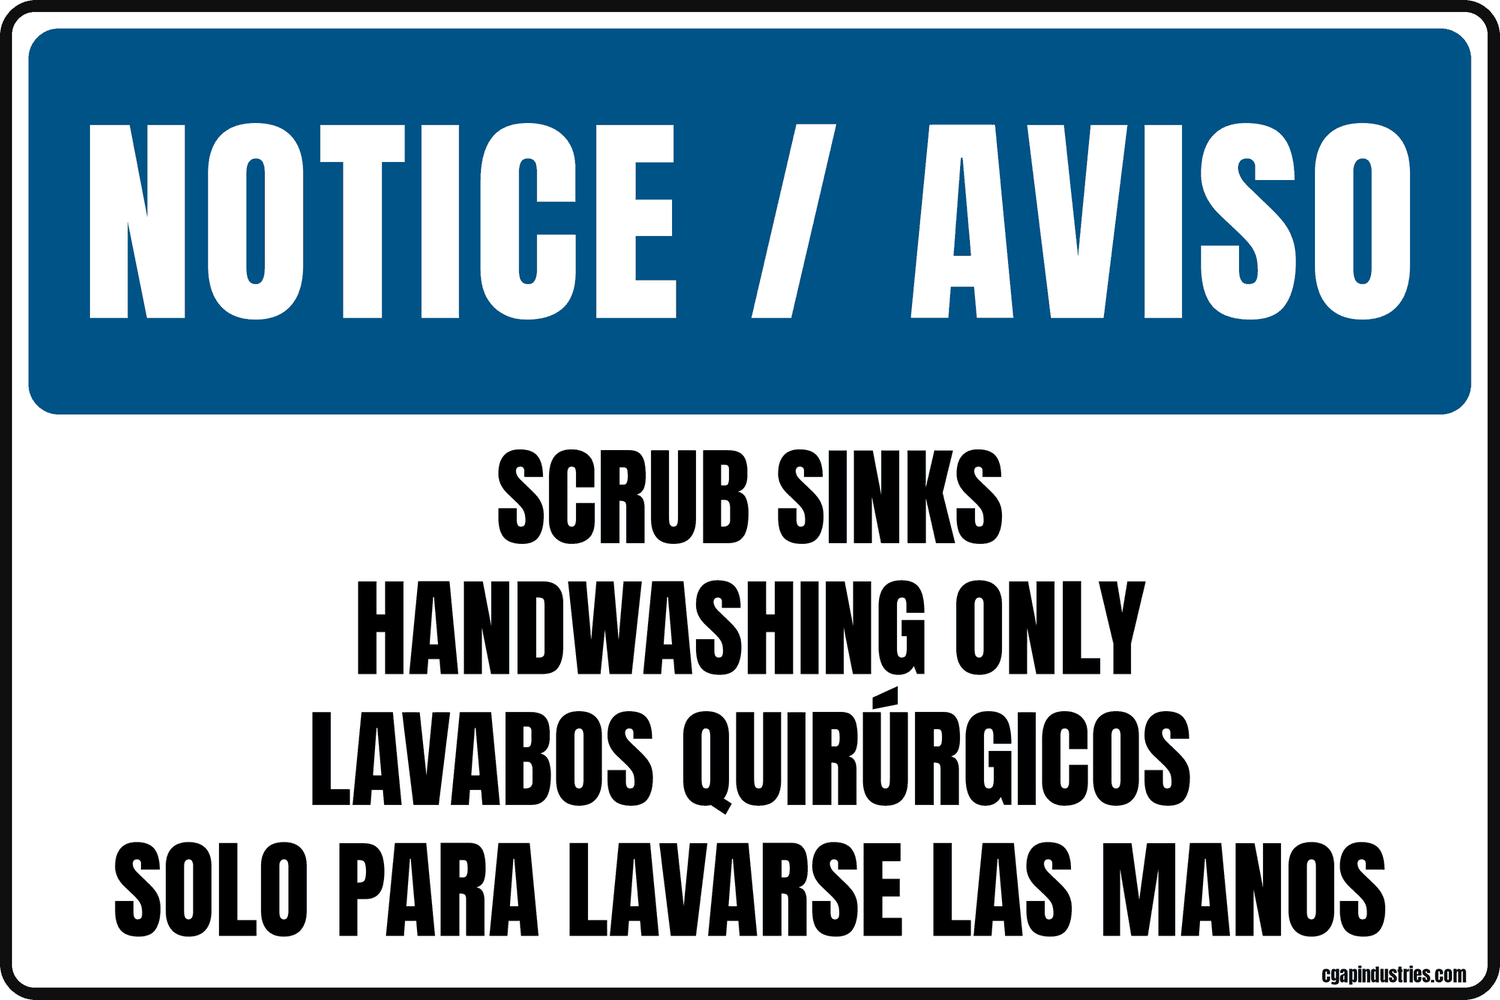 NOTICE / AVISO
SCRUB SINKS
HANDWASHING ONLY
LAVABOS QUIRÚRGICOS
SOLO PARA LAVARSE LAS MANOS
cgapindustries.com